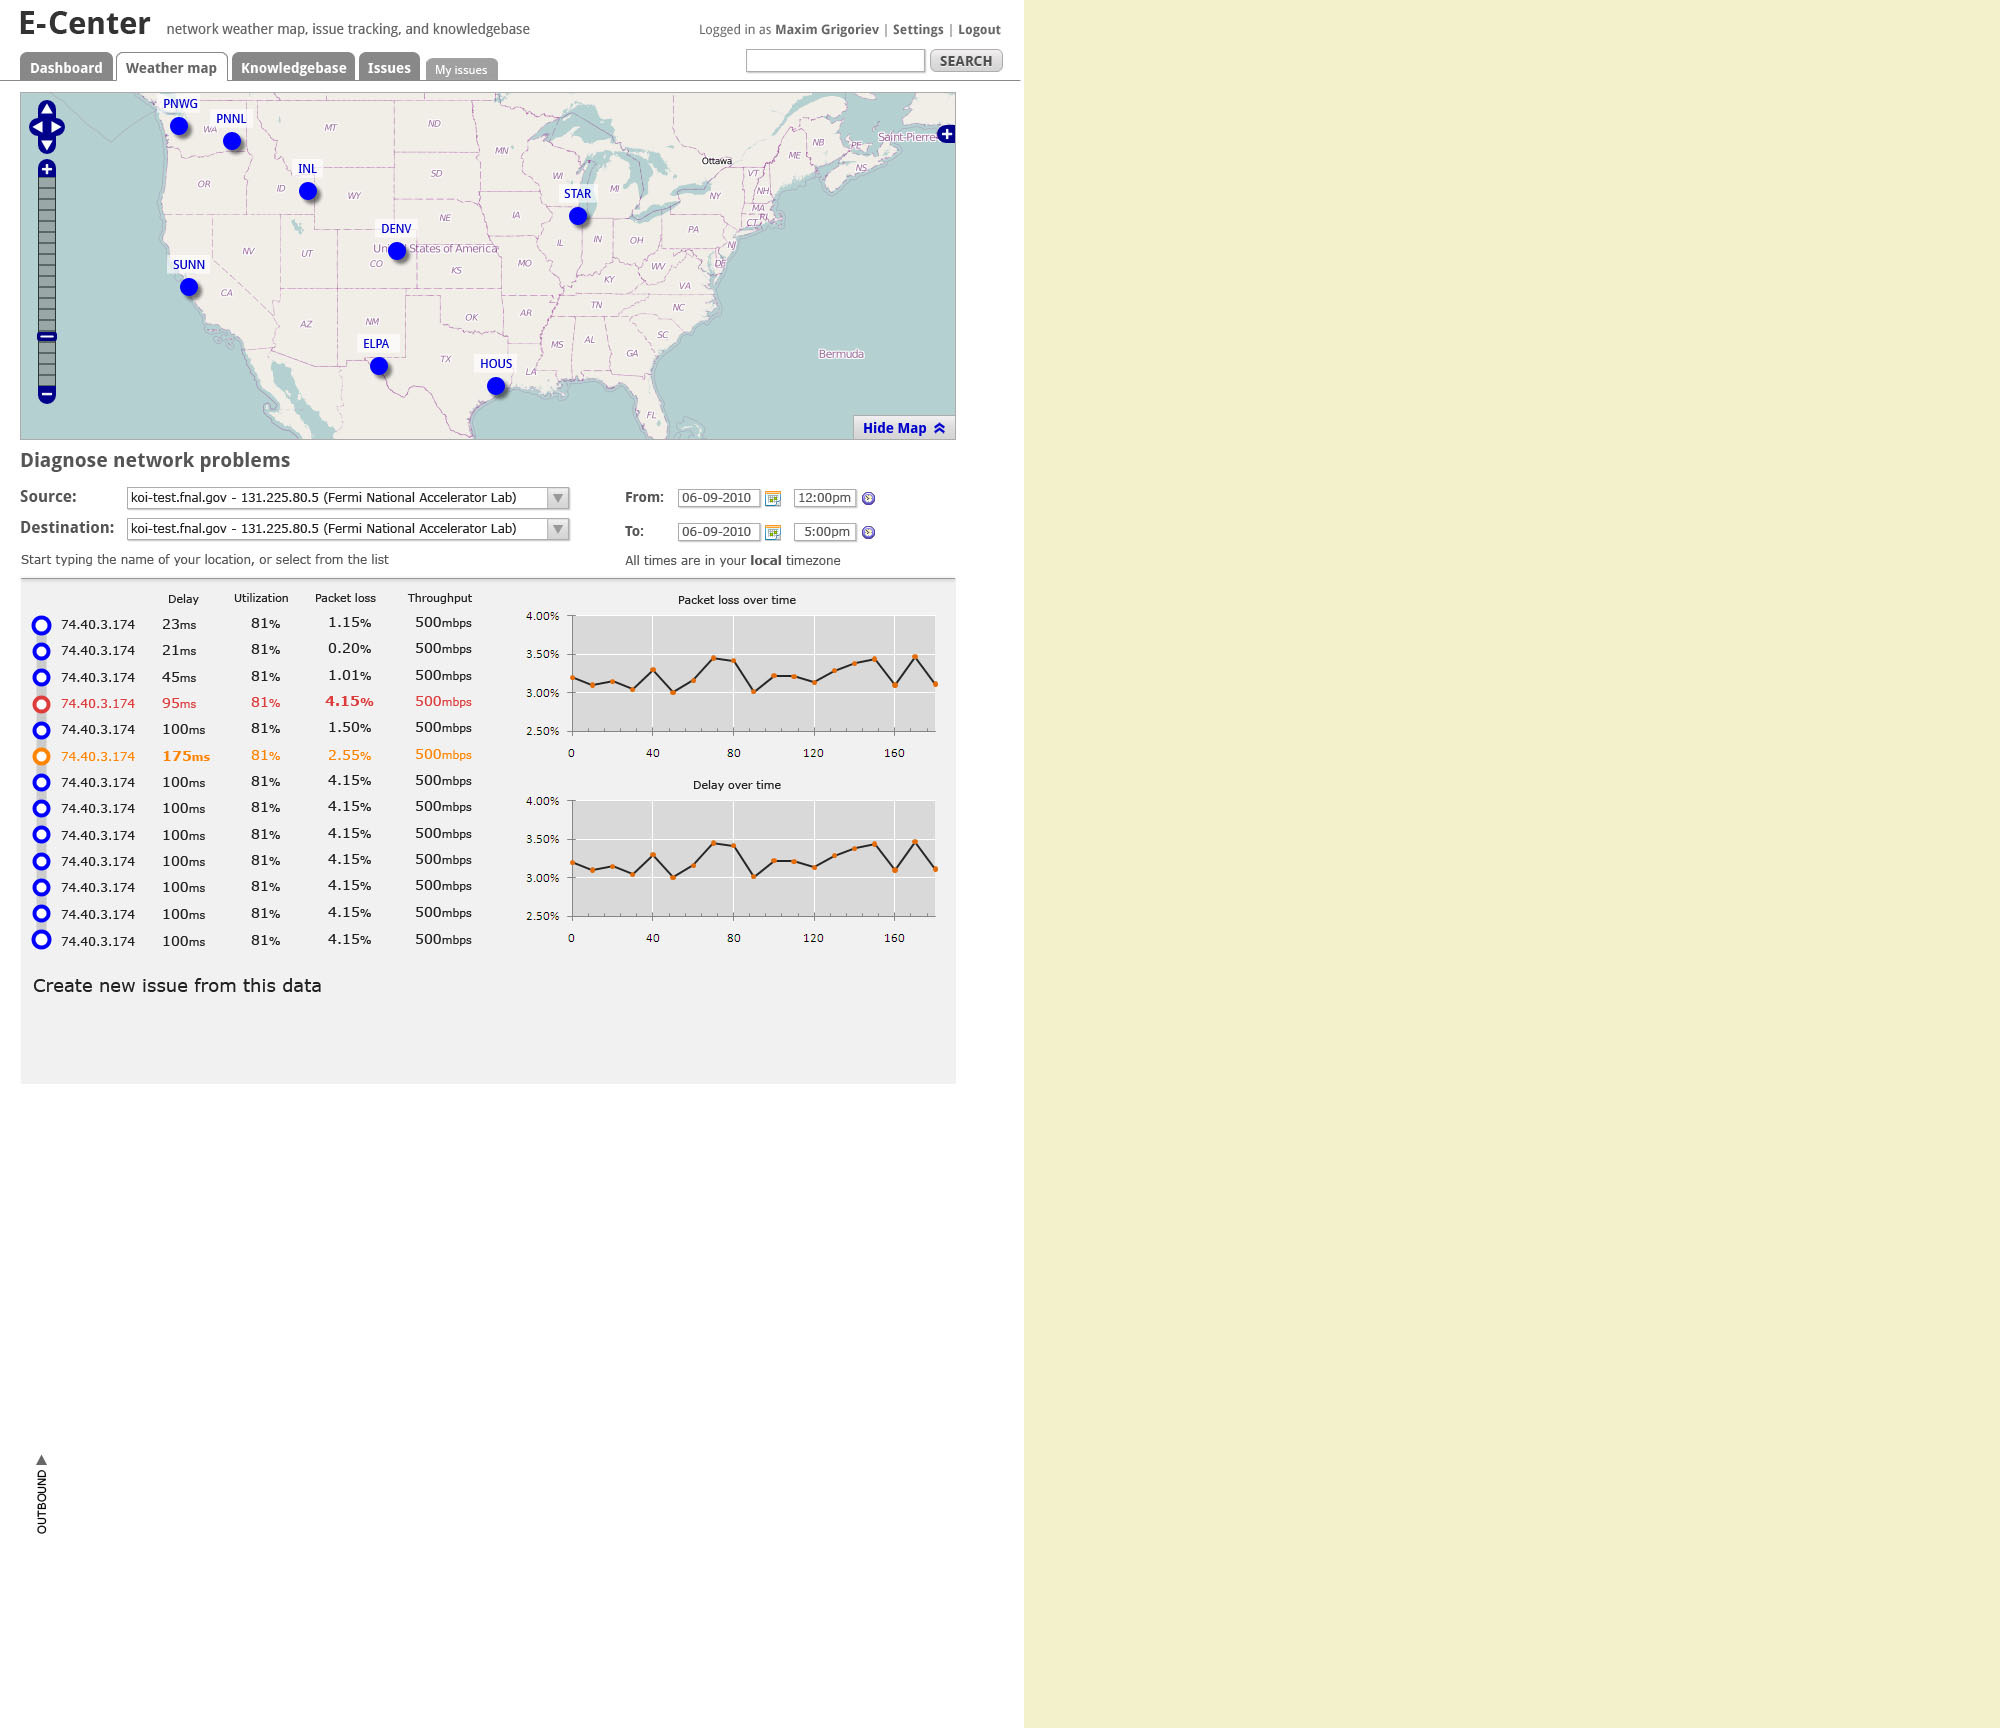 E-Center network weather map, issue tracking, and knowledgebase
Logged in as Maxim Grigoriev | Settings | Logout
Dashboard Weather map Knowledgebase Issues My issues
SEARCH
PNWG
PNNL
INL
STAR
DENV
SUNN
ELPA
HOUS
WA MT ND MN
OR ID WY SD WI MI
Ottawa
Saint-Pierre
NB PE NS ME
VT NH NY MA RI CT
NV UT CO NE IA IL IN OH PA NJ
United States of America
CA KS MO KY WV VA DE
AZ NM OK AR TN NC SC
TX LA MS AL GA FL
Bermuda
Hide Map
Diagnose network problems
Source: koi-test.fnal.gov - 131.225.80.5 (Fermi National Accelerator Lab)
Destination: koi-test.fnal.gov - 131.225.80.5 (Fermi National Accelerator Lab)
Start typing the name of your location, or select from the list
From: 06-09-2010 12:00pm
To: 06-09-2010 5:00pm
All times are in your local timezone
Delay Utilization Packet loss Throughput
74.40.3.174 23ms 81% 1.15% 500mbps
74.40.3.174 21ms 81% 0.20% 500mbps
74.40.3.174 45ms 81% 1.01% 500mbps
74.40.3.174 95ms 81% 4.15% 500mbps
74.40.3.174 100ms 81% 1.50% 500mbps
74.40.3.174 175ms 81% 2.55% 500mbps
74.40.3.174 100ms 81% 4.15% 500mbps
74.40.3.174 100ms 81% 4.15% 500mbps
74.40.3.174 100ms 81% 4.15% 500mbps
74.40.3.174 100ms 81% 4.15% 500mbps
74.40.3.174 100ms 81% 4.15% 500mbps
74.40.3.174 100ms 81% 4.15% 500mbps
74.40.3.174 100ms 81% 4.15% 500mbps
Packet loss over time
4.00%
3.50%
3.00%
2.50%
0 40 80 120 160
Delay over time
4.00%
3.50%
3.00%
2.50%
0 40 80 120 160
Create new issue from this data
OUTBOUND